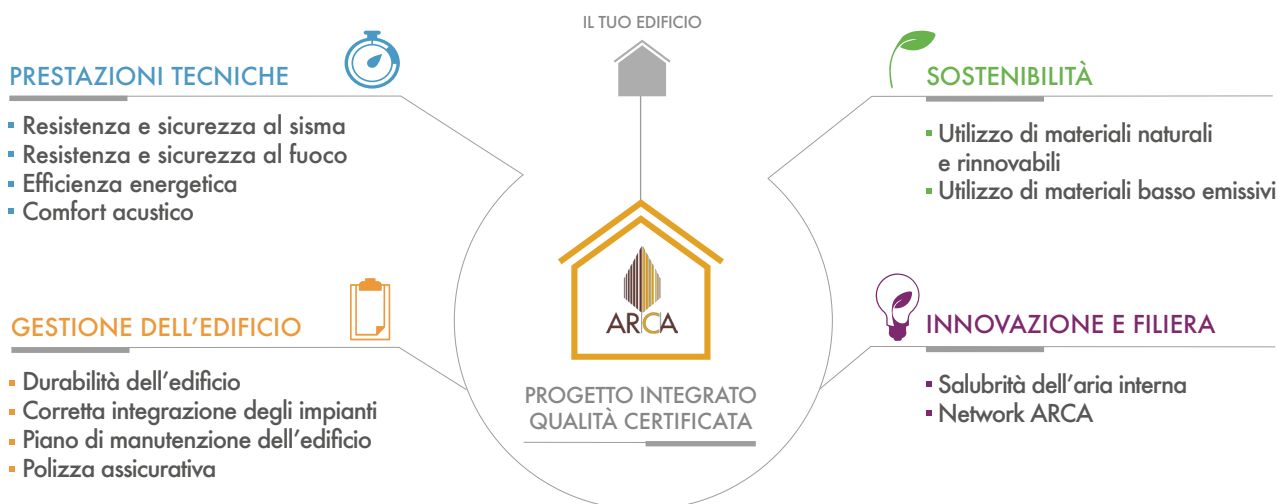 IL TUO EDIFICIO
PRESTAZIONI TECNICHE
Resistenza e sicurezza al sisma
Resistenza e sicurezza al fuoco
Efficienza energetica
Comfort acustico
SOSTENIBILITÀ
Utilizzo di materiali naturali
e rinnovabili
Utilizzo di materiali basso emissivi
ARCA
PROGETTO INTEGRATO
QUALITÀ CERTIFICATA
GESTIONE DELL'EDIFICIO
Durabilità dell'edificio
Corretta integrazione degli impianti
Piano di manutenzione dell'edificio
Polizza assicurativa
INNOVAZIONE E FILIERA
Salubrità dell'aria interna
Network ARCA